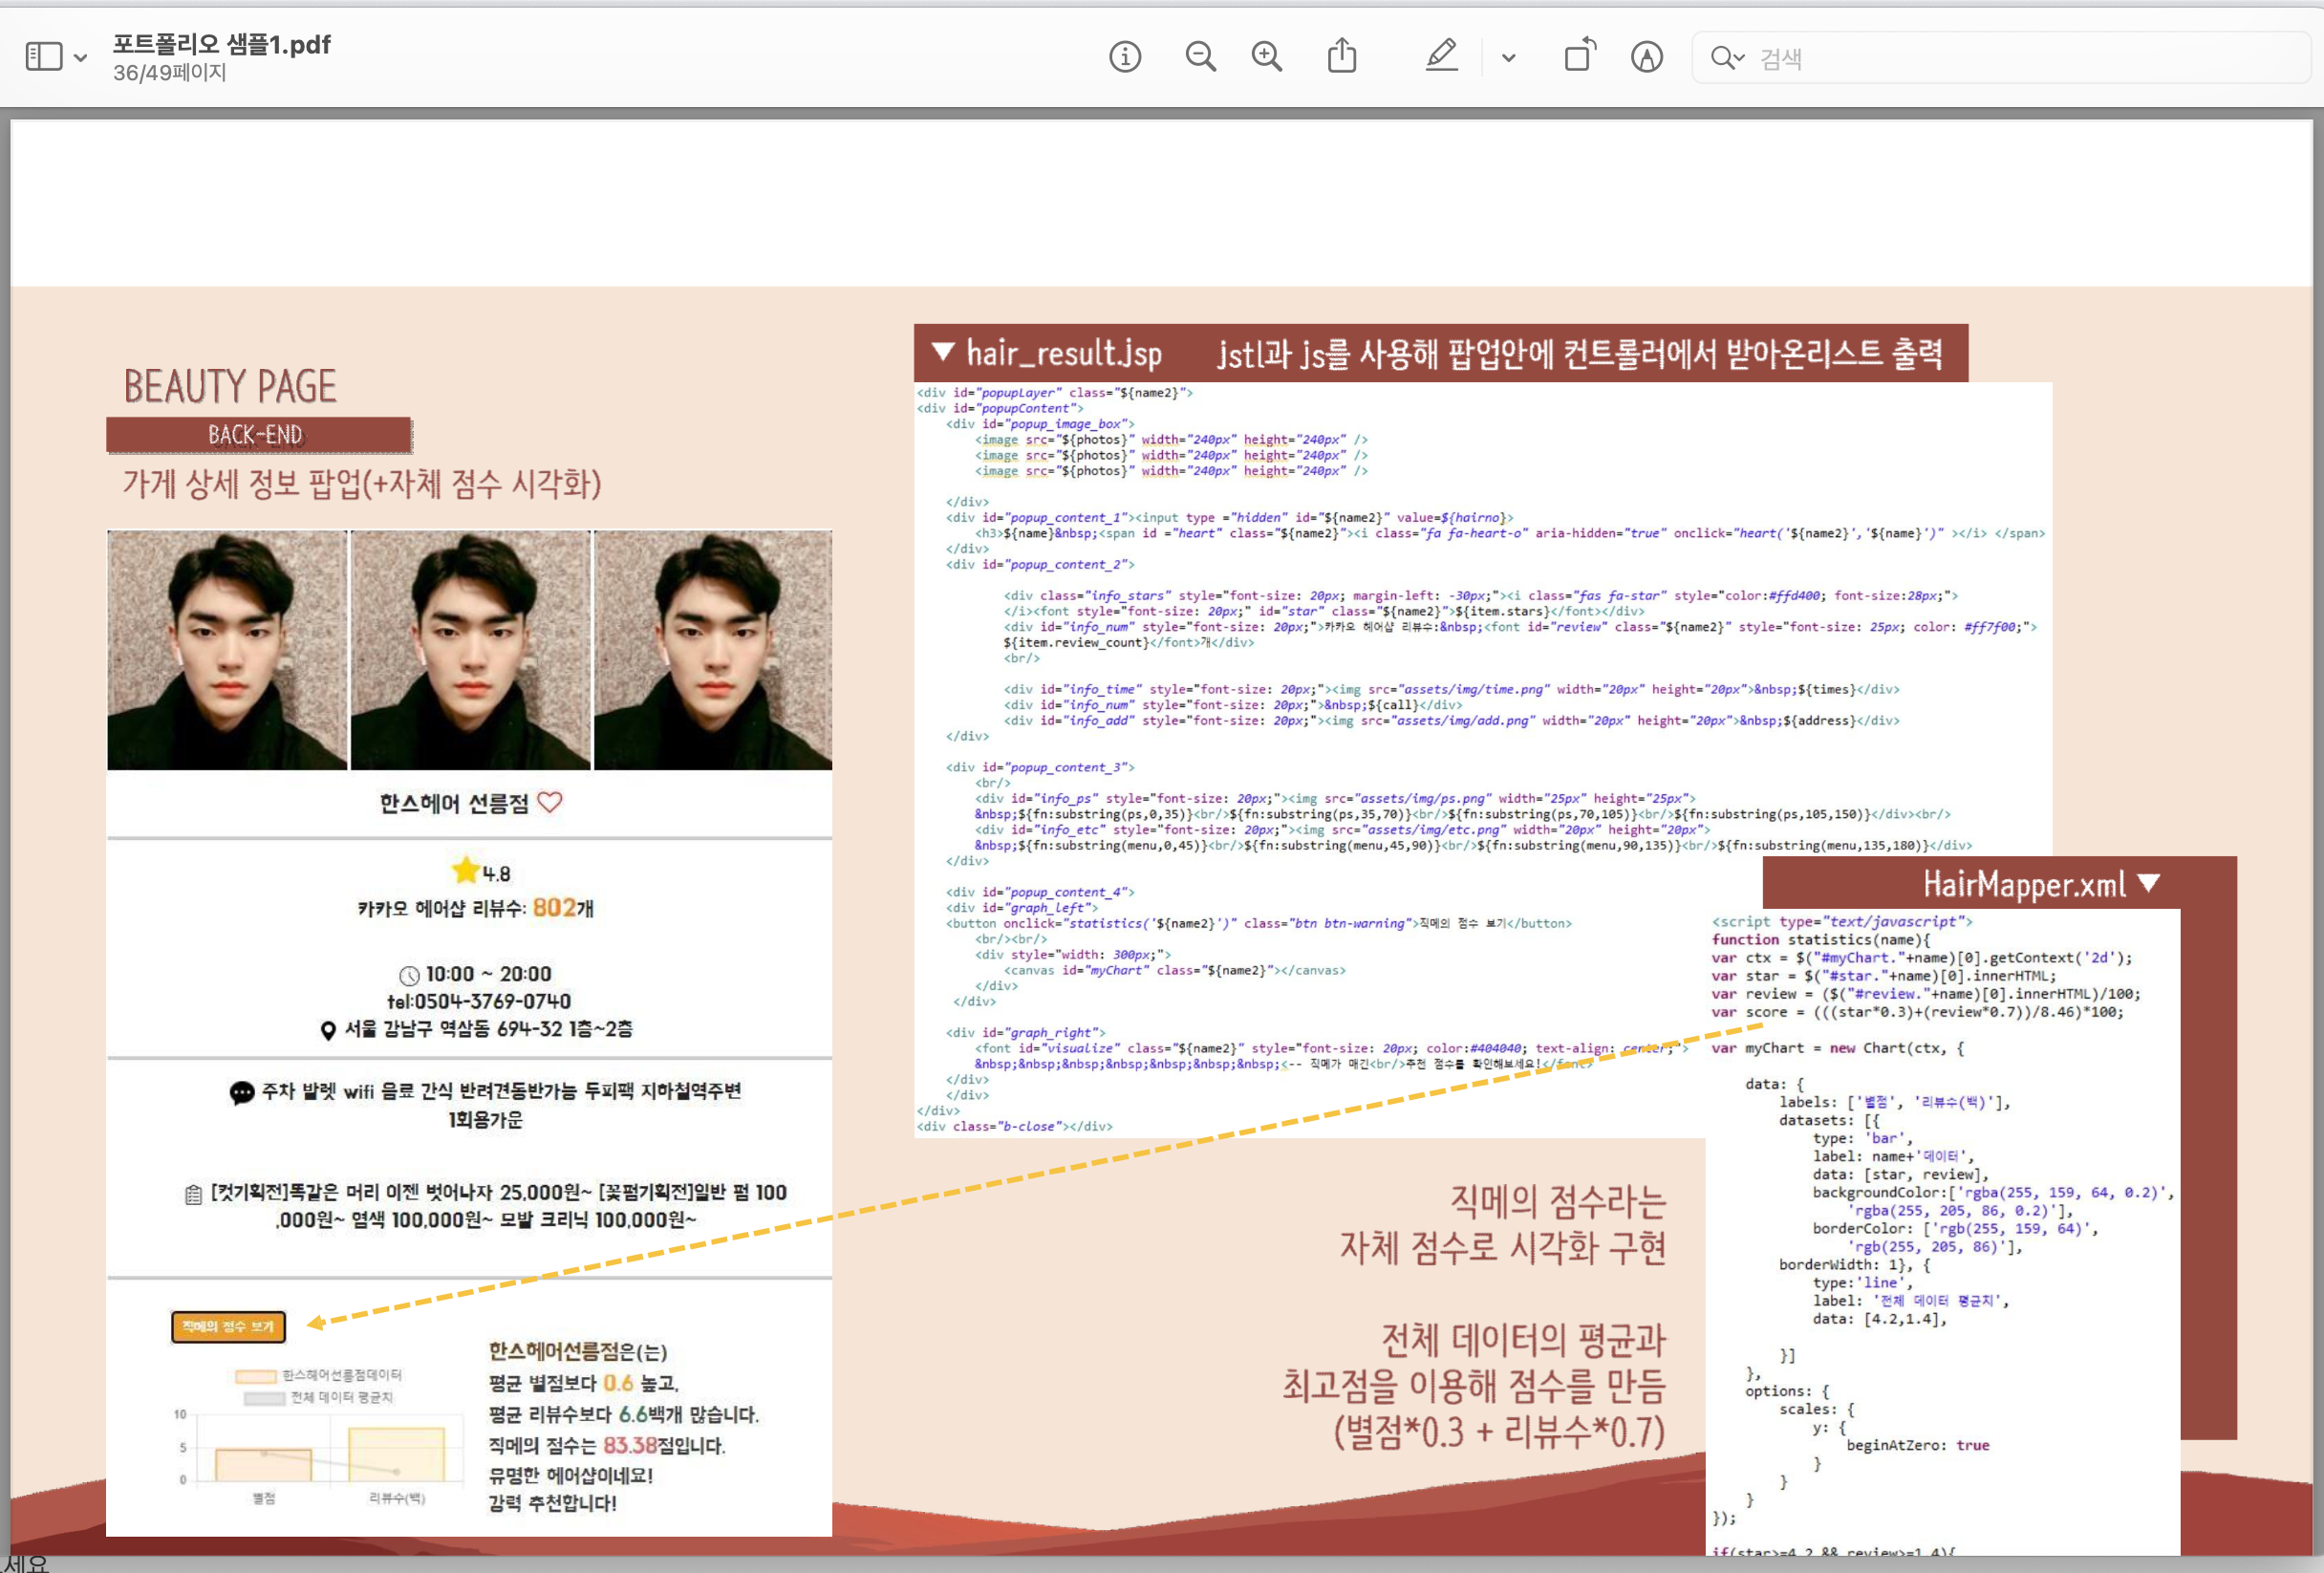 포트폴리오 샘플1.pdf
36/49페이지
검색
BEAUTY PAGE
BACK-END
가게 상세 정보 팝업(+자체 점수 시각화)
한스헤어 선릉점
4.8
카카오 헤어샵 리뷰수: 802개
10:00 ~ 20:00
tel:0504-3769-0740
서울 강남구 역삼동 694-32 1층~2층
주차 발렛 wifi 음료 간식 반려견동반가능 두피팩 지하철역주변
1회용가운
[컷기획전]똑같은 머리 이젠 벗어나자 25,000원~ [꽃펌기획전]일반 펌 100
,000원~ 염색 100,000원~ 모발 크리닉 100,000원~
직메의 점수 보기
한스헤어선릉점데이터
전체 데이터 평균치
10
5
0
별점
리뷰수(백)
한스헤어선릉점은(는)
평균 별점보다 0.6 높고,
평균 리뷰수보다 6.6백개 많습니다.
직메의 점수는 83.38점입니다.
유명한 헤어샵이네요!
강력 추천합니다!
▼ hair_result.jsp jstl과 js를 사용해 팝업안에 컨트롤러에서 받아온리스트 출력
<div id="popupLayer" class="${name2}">
<div id="popupContent">
<div id="popup_image_box">
<image src="${photos}" width="240px" height="240px" />
<image src="${photos}" width="240px" height="240px" />
<image src="${photos}" width="240px" height="240px" />
</div>
<div id="popup_content_1"><input type ="hidden" id="${name2}" value=${hairno}>
<h3>${name}&nbsp;<span id ="heart" class="${name2}"><i class="fa fa-heart-o" aria-hidden="true" onclick="heart('${name2}','${name}')" ></i> </span>
</div>
<div id="popup_content_2">
<div class="info_stars" style="font-size: 20px; margin-left: -30px;"><i class="fas fa-star" style="color:#ffd400; font-size:28px;">
</i><font style="font-size: 20px;" id="star" class="${name2}">${item.stars}</font></div>
<div id="info_num" style="font-size: 20px;">카카오 헤어샵 리뷰수:&nbsp;<font id="review" class="${name2}" style="font-size: 25px; color: #ff7f00;">
${item.review_count}</font>개</div>
<br/>
<div id="info_time" style="font-size: 20px;"><img src="assets/img/time.png" width="20px" height="20px">&nbsp;${times}</div>
<div id="info_num" style="font-size: 20px;">&nbsp;${call}</div>
<div id="info_add" style="font-size: 20px;"><img src="assets/img/add.png" width="20px" height="20px">&nbsp;${address}</div>
</div>
<div id="popup_content_3">
<br/>
<div id="info_ps" style="font-size: 20px;"><img src="assets/img/ps.png" width="25px" height="25px">
&nbsp;${fn:substring(ps,0,35)}<br/>${fn:substring(ps,35,70)}<br/>${fn:substring(ps,70,105)}<br/>${fn:substring(ps,105,150)}</div><br/>
<div id="info_etc" style="font-size: 20px;"><img src="assets/img/etc.png" width="20px" height="20px">
&nbsp;${fn:substring(menu,0,45)}<br/>${fn:substring(menu,45,90)}<br/>${fn:substring(menu,90,135)}<br/>${fn:substring(menu,135,180)}</div>
</div>
<div id="popup_content_4">
<div id="graph_left">
<button onclick="statistics('${name2}')" class="btn btn-warning">직메의 점수 보기</button>
<br/><br/>
<div style="width: 300px;">
<canvas id="myChart" class="${name2}"></canvas>
</div>
</div>
<div id="graph_right">
<font id="visualize" class="${name2}" style="font-size: 20px; color:#404040; text-align: center;">
&nbsp;&nbsp;&nbsp;&nbsp;&nbsp;&nbsp;&nbsp;<-- 직메가 매긴<br/>추천 점수를 확인해보세요!</font>
</div>
</div>
</div>
<div class="b-close"></div>
HairMapper.xml ▼
<script type="text/javascript">
function statistics(name){
var ctx = $("#myChart."+name)[0].getContext('2d');
var star = $("#star."+name)[0].innerHTML;
var review = ($("#review."+name)[0].innerHTML)/100;
var score = (((star*0.3)+(review*0.7))/8.46)*100;
var myChart = new Chart(ctx, {
data: {
labels: ['별점', '리뷰수(백)'],
datasets: [{
type: 'bar',
label: name+'데이터',
data: [star, review],
backgroundColor:['rgba(255, 159, 64, 0.2)',
'rgba(255, 205, 86, 0.2)'],
borderColor: ['rgb(255, 159, 64)',
'rgb(255, 205, 86)'],
borderWidth: 1}, {
type:'line',
label: '전체 데이터 평균치',
data: [4.2,1.4],
}]
},
options: {
scales: {
y: {
beginAtZero: true
}
}
}
});
if(star>=4.2 && review>=1.4){
직메의 점수라는
자체 점수로 시각화 구현
전체 데이터의 평균과
최고점을 이용해 점수를 만듬
(별점*0.3 + 리뷰수*0.7)
세요